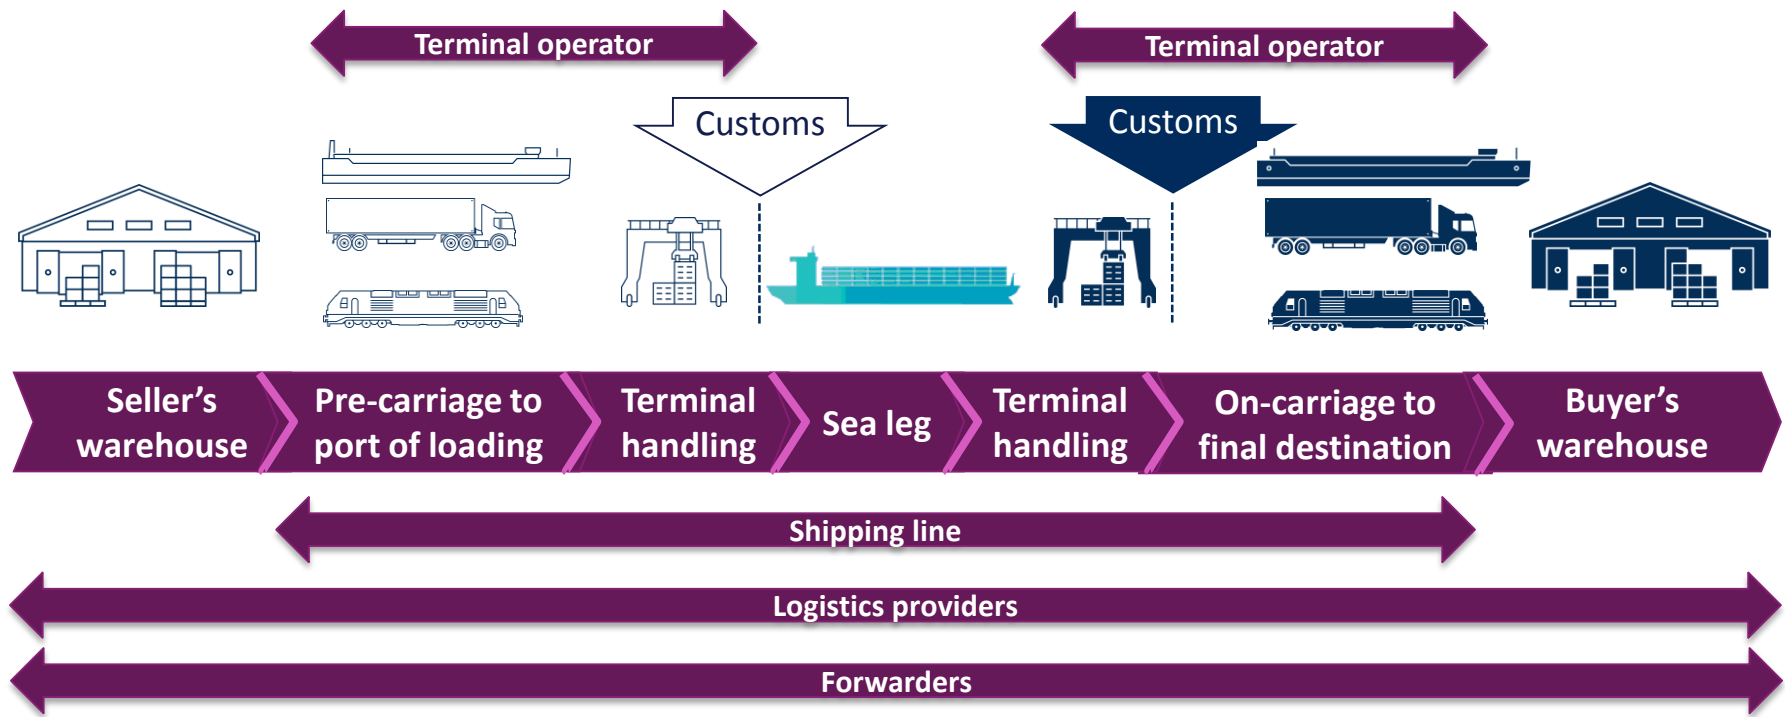 Terminal operator
Terminal operator
Customs
Customs
Seller’s
warehouse
Pre-carriage to
port of loading
Terminal
handling
Sea leg
Terminal
handling
On-carriage to
final destination
Buyer’s
warehouse
Shipping line
Logistics providers
Forwarders